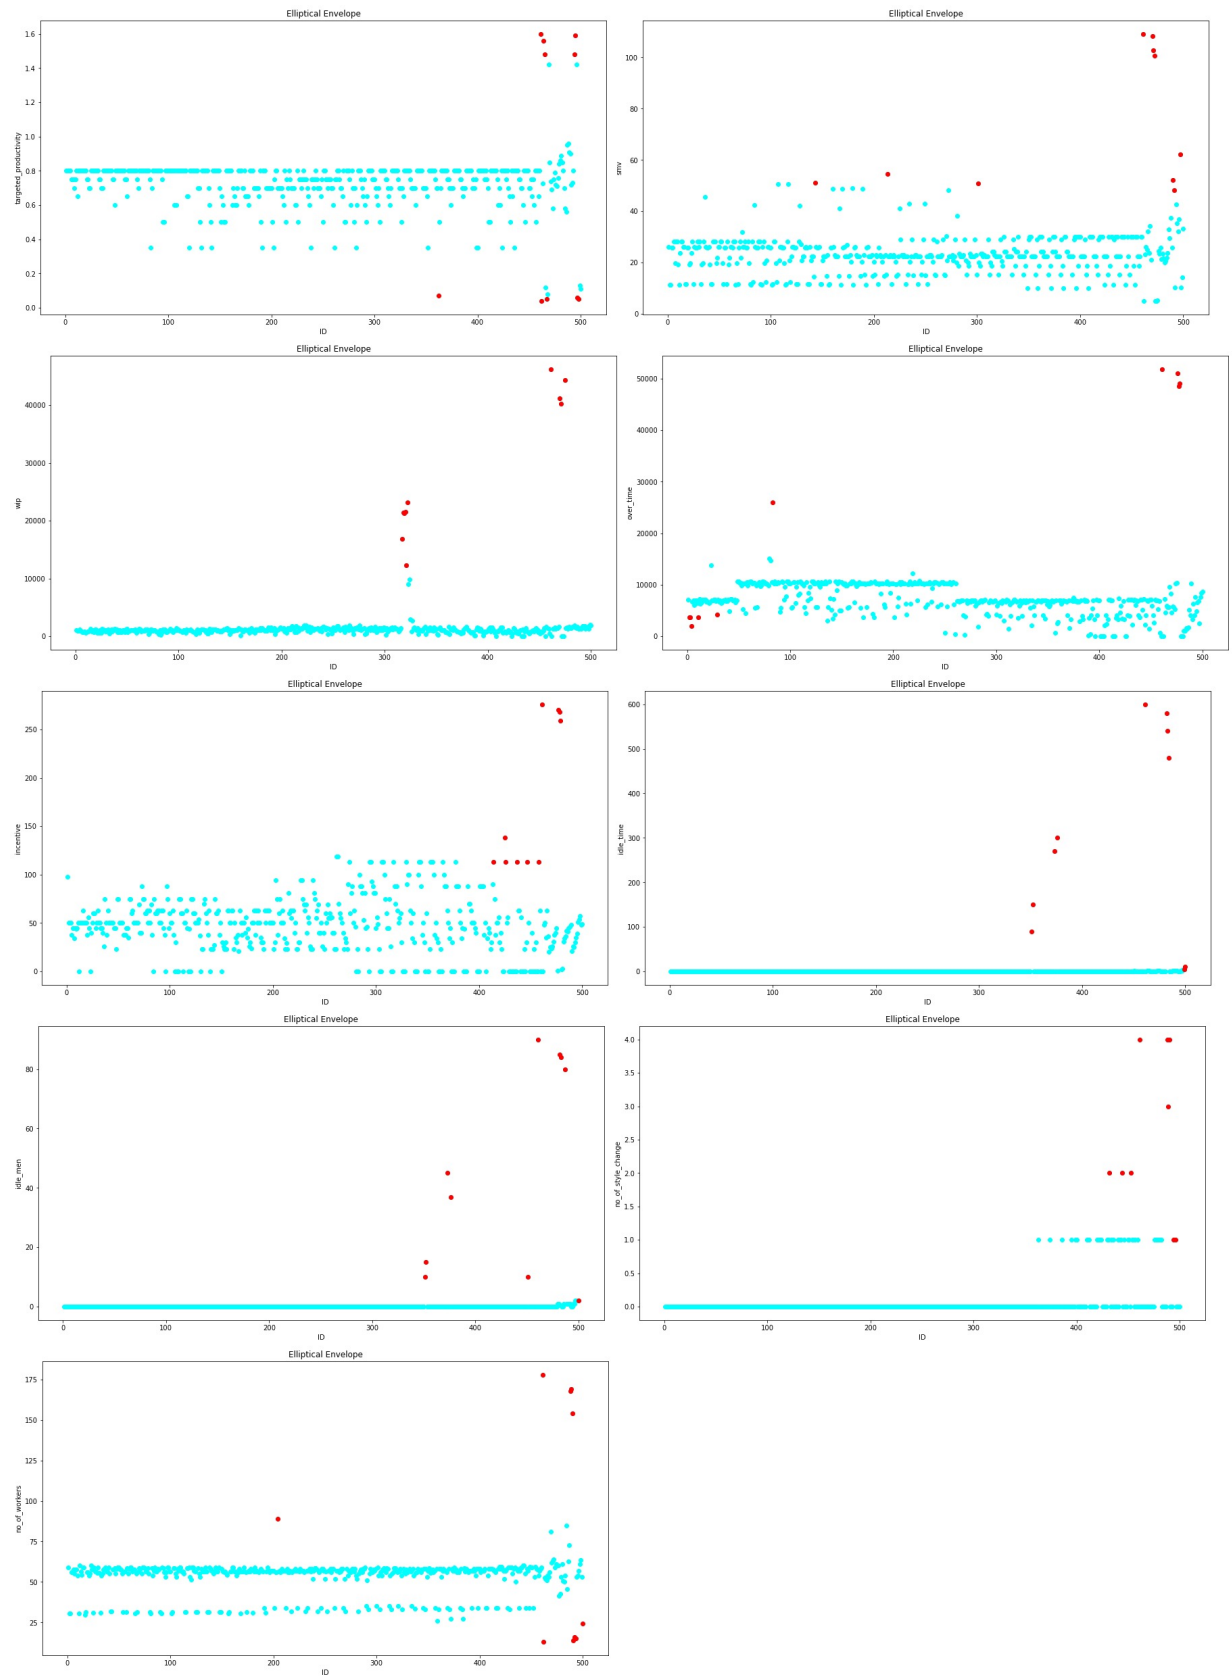 Elliptical Envelope
1.6
1.4
1.2
1.0
0.8
0.6
0.4
0.2
0.0
targeted_productivity
0 100 200 300 400 500
ID
Elliptical Envelope
100
80
60
40
20
0
smv
0 100 200 300 400 500
ID
Elliptical Envelope
40000
30000
20000
10000
0
wip
0 100 200 300 400 500
ID
Elliptical Envelope
50000
40000
30000
20000
10000
0
over_time
0 100 200 300 400 500
ID
Elliptical Envelope
250
200
150
100
50
0
incentive
0 100 200 300 400 500
ID
Elliptical Envelope
600
500
400
300
200
100
0
idle_time
0 100 200 300 400 500
ID
Elliptical Envelope
80
60
40
20
0
idle_men
0 100 200 300 400 500
ID
Elliptical Envelope
4.0
3.5
3.0
2.5
2.0
1.5
1.0
0.5
0.0
no_of_style_change
0 100 200 300 400 500
ID
Elliptical Envelope
175
150
125
100
75
50
25
no_of_workers
0 100 200 300 400 500
ID